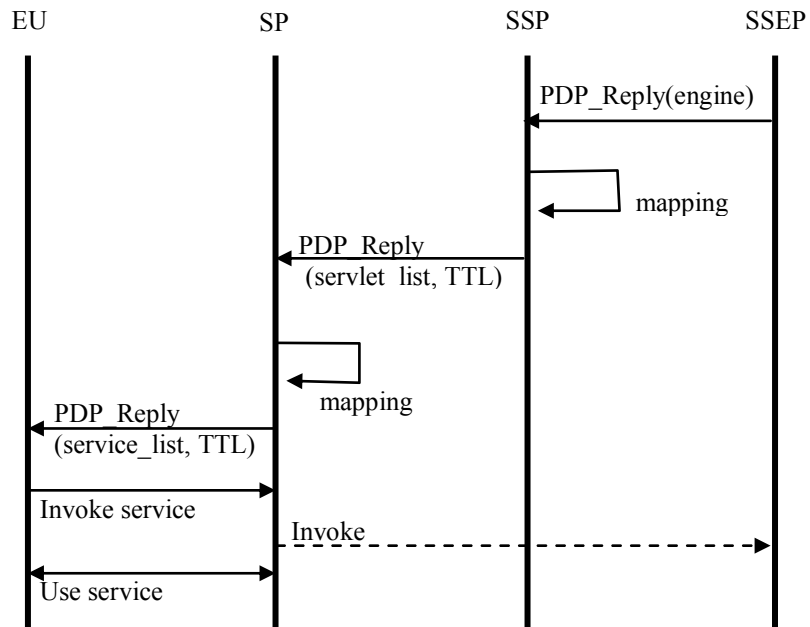 EU SP SSP SSEP
PDP_Reply(engine)
mapping
PDP_Reply
(servlet_list, TTL)
mapping
PDP_Reply
(service_list, TTL)
Invoke service
Invoke
Use service